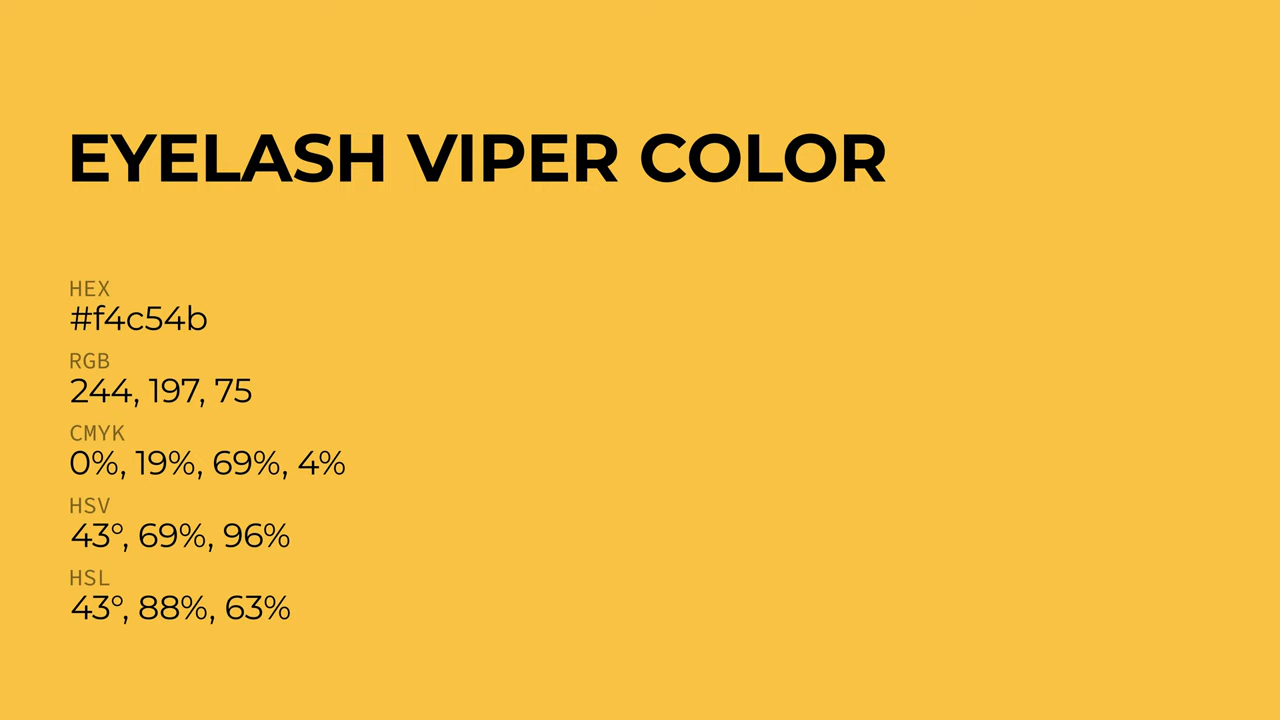 EYELASH VIPER COLOR
HEX
#f4c54b
RGB
244, 197, 75
CMYK
0%, 19%, 69%, 4%
HSV
43°, 69%, 96%
HSL
43°, 88%, 63%